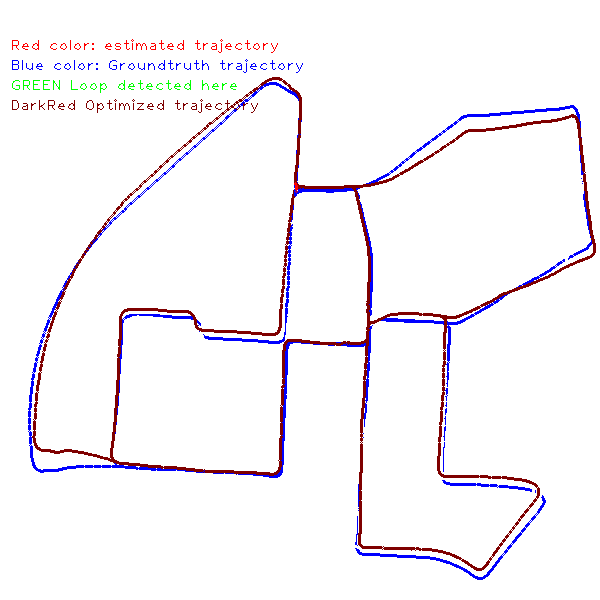 Red color: estimated trajectory
Blue color: Groundtruth trajectory
GREEN Loop detected here
DarkRed Optimized trajectory